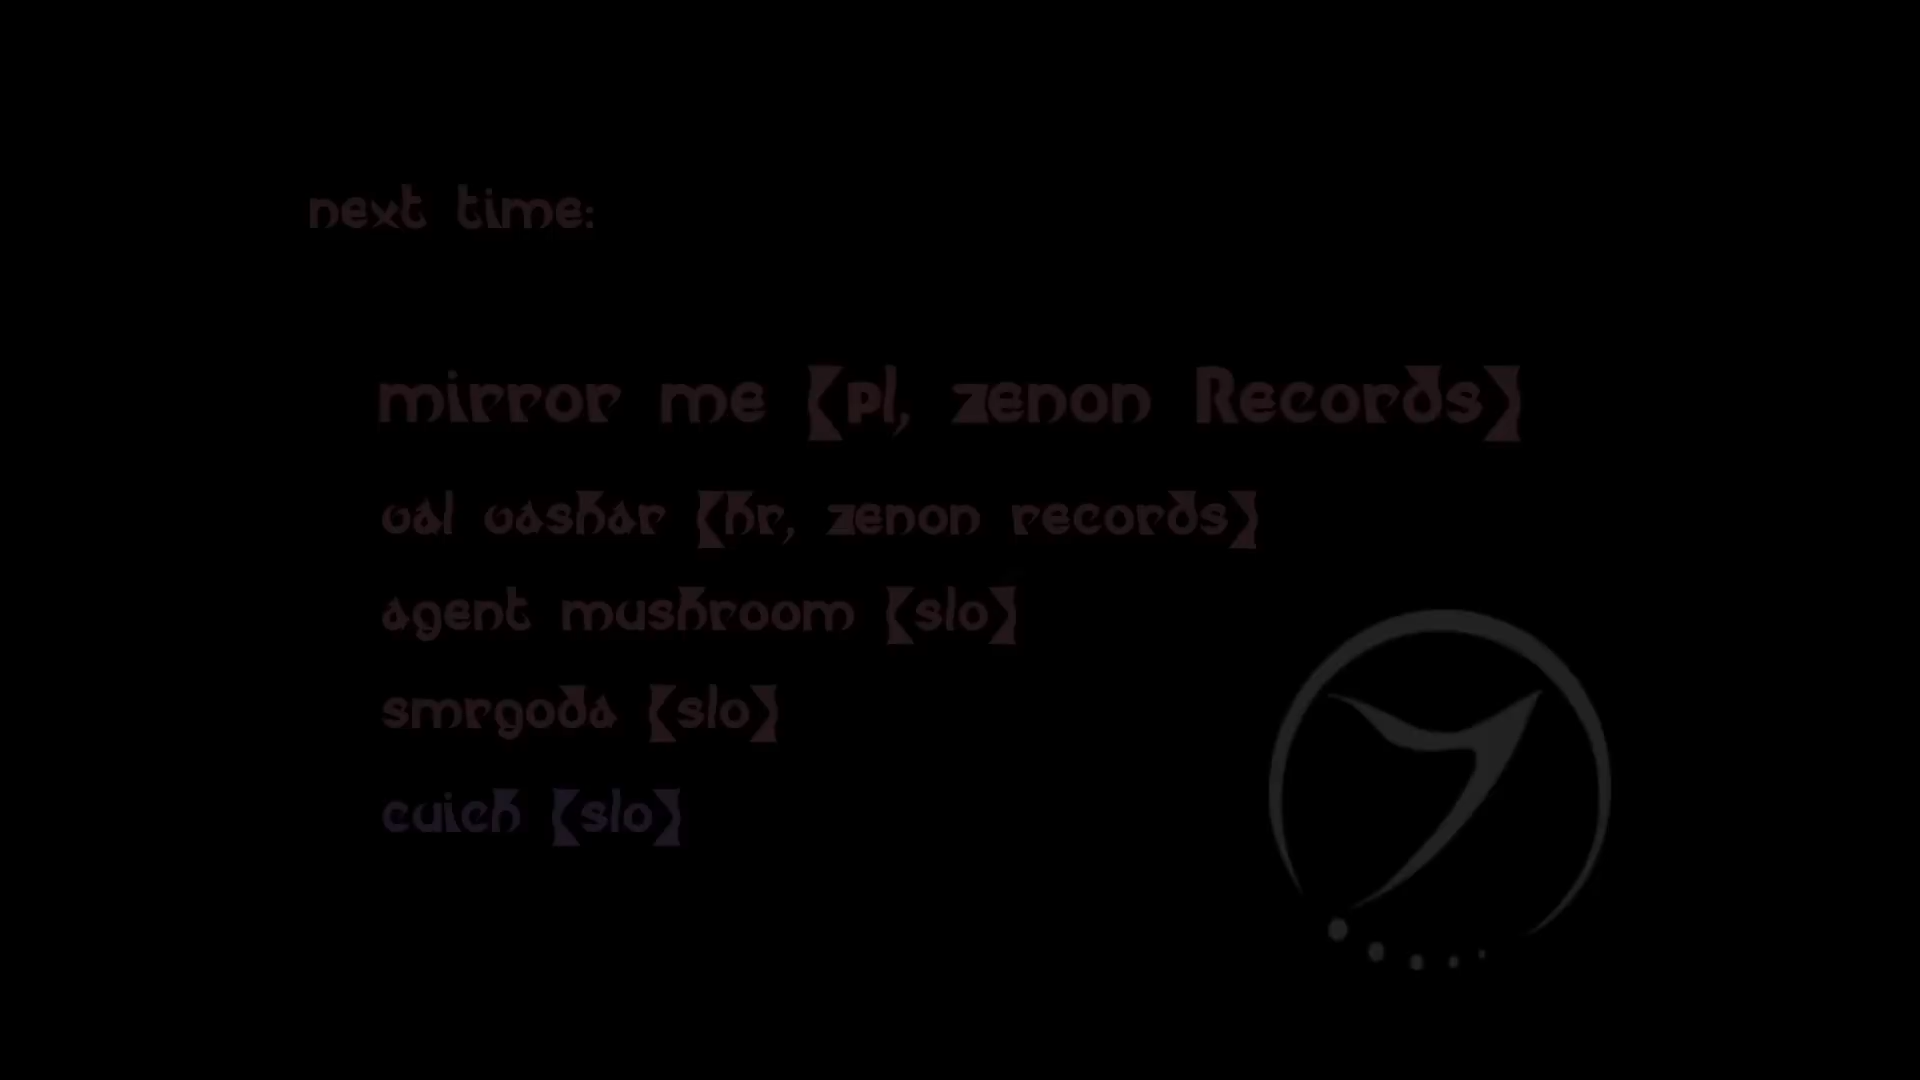 next time:
mirror me (pl, zenon Records)
val vashar (hr, zenon records)
agent mushroom (slo)
smrgoda (slo)
cuich (slo)